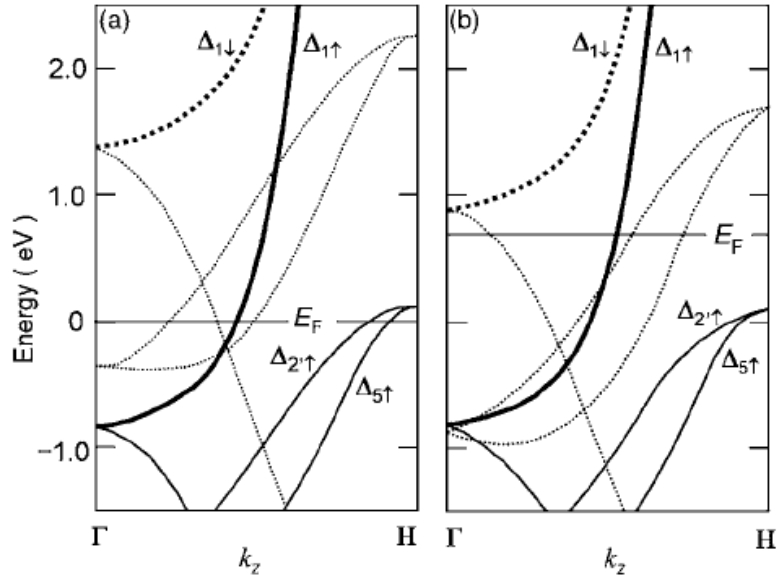 (a)
Δ1↓
Δ1↑
2.0
1.0
0
−1.0
Energy ( eV)
EF
Δ2'↑
Δ5↑
Γ
H
kz
(b)
Δ1↓
Δ1↑
EF
Δ2'↑
Δ5↑
Γ
H
kz